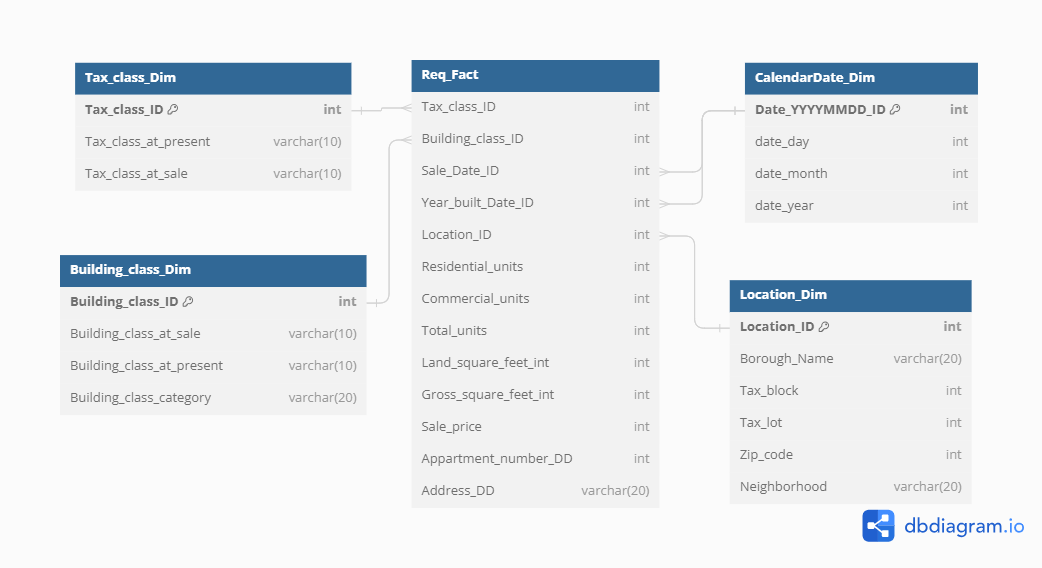 Tax_class_Dim
Tax_class_ID int
Tax_class_at_present varchar(10)
Tax_class_at_sale varchar(10)
Building_class_Dim
Building_class_ID int
Building_class_at_sale varchar(10)
Building_class_at_present varchar(10)
Building_class_category varchar(20)
Req_Fact
Tax_class_ID int
Building_class_ID int
Sale_Date_ID int
Year_built_Date_ID int
Location_ID int
Residential_units int
Commercial_units int
Total_units int
Land_square_feet_int int
Gross_square_feet_int int
Sale_price int
Appartment_number_DD int
Address_DD varchar(20)
CalendarDate_Dim
Date_YYYYMMDD_ID int
date_day int
date_month int
date_year int
Location_Dim
Location_ID int
Borough_Name varchar(20)
Tax_block int
Tax_lot int
Zip_code int
Neighborhood varchar(20)
dbdiagram.io